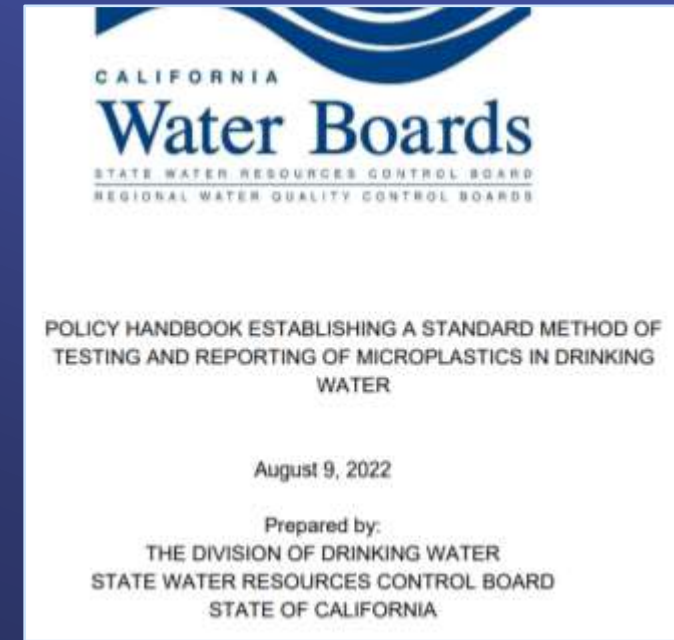 CALIFORNIA
Water Boards
STATE WATER RESOURCES CONTROL BOARD
REGIONAL WATER QUALITY CONTROL BOARDS
POLICY HANDBOOK ESTABLISHING A STANDARD METHOD OF
TESTING AND REPORTING OF MICROPLASTICS IN DRINKING
WATER
August 9, 2022
Prepared by:
THE DIVISION OF DRINKING WATER
STATE WATER RESOURCES CONTROL BOARD
STATE OF CALIFORNIA